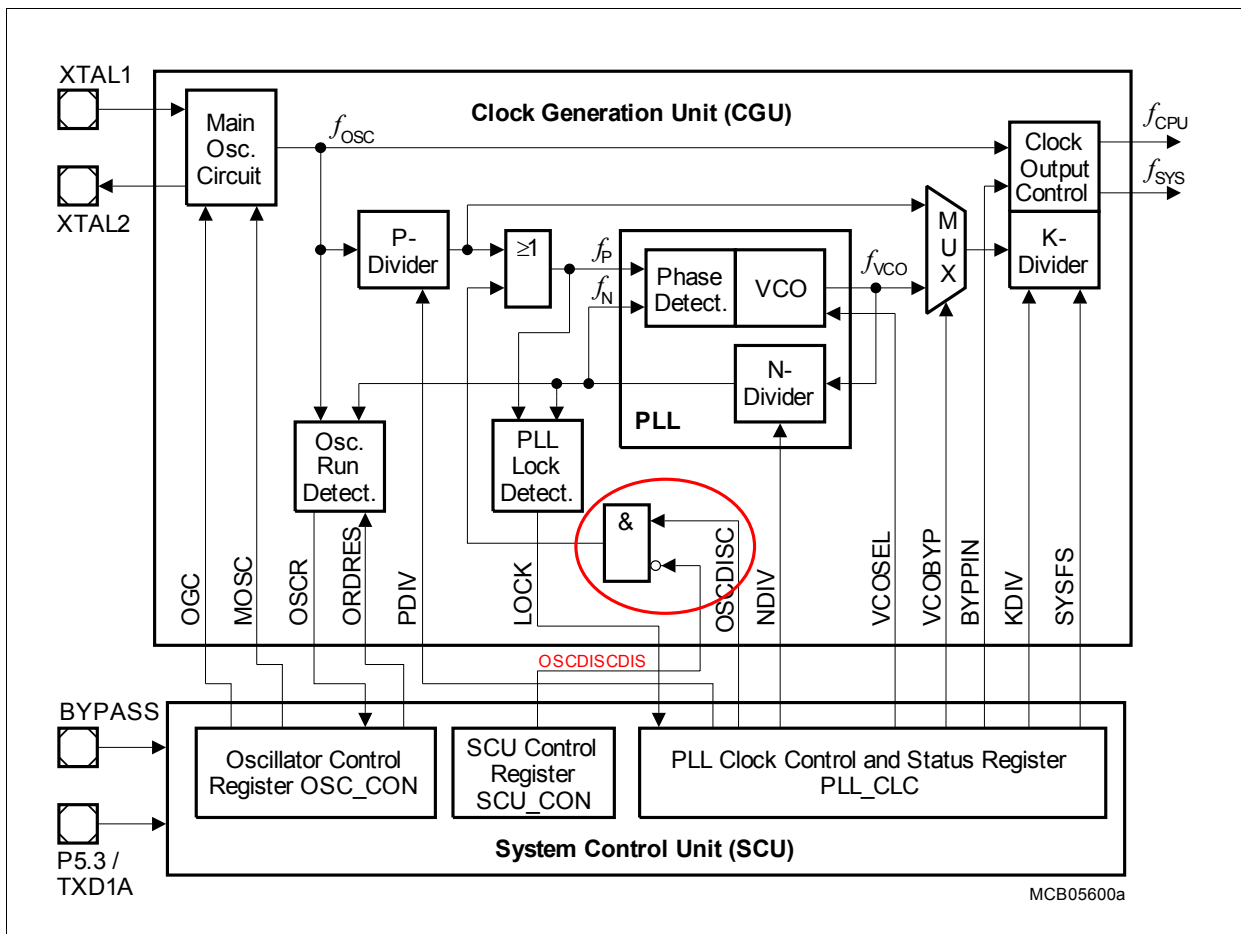 XTAL1
XTAL2
Clock Generation Unit (CGU)
Main
Osc.
Circuit
fOSC
fCPU
fSYS
Clock
Output
Control
K-
Divider
P-
Divider
≥1
fP
fN
Phase
Detect.
VCO
fVCO
M
U
X
N-
Divider
PLL
Osc.
Run
Detect.
PLL
Lock
Detect.
&
OGC
MOSC
OSCR
ORDRES
PDIV
LOCK
OSCDISC
NDIV
VCOSEL
VCOBYP
BYPPIN
KDIV
SYSFS
OSCDISCDIS
BYPASS
P5.3 /
TXD1A
Oscillator Control
Register OSC_CON
SCU Control
Register
SCU_CON
PLL Clock Control and Status Register
PLL_CLC
System Control Unit (SCU)
MCB05600a